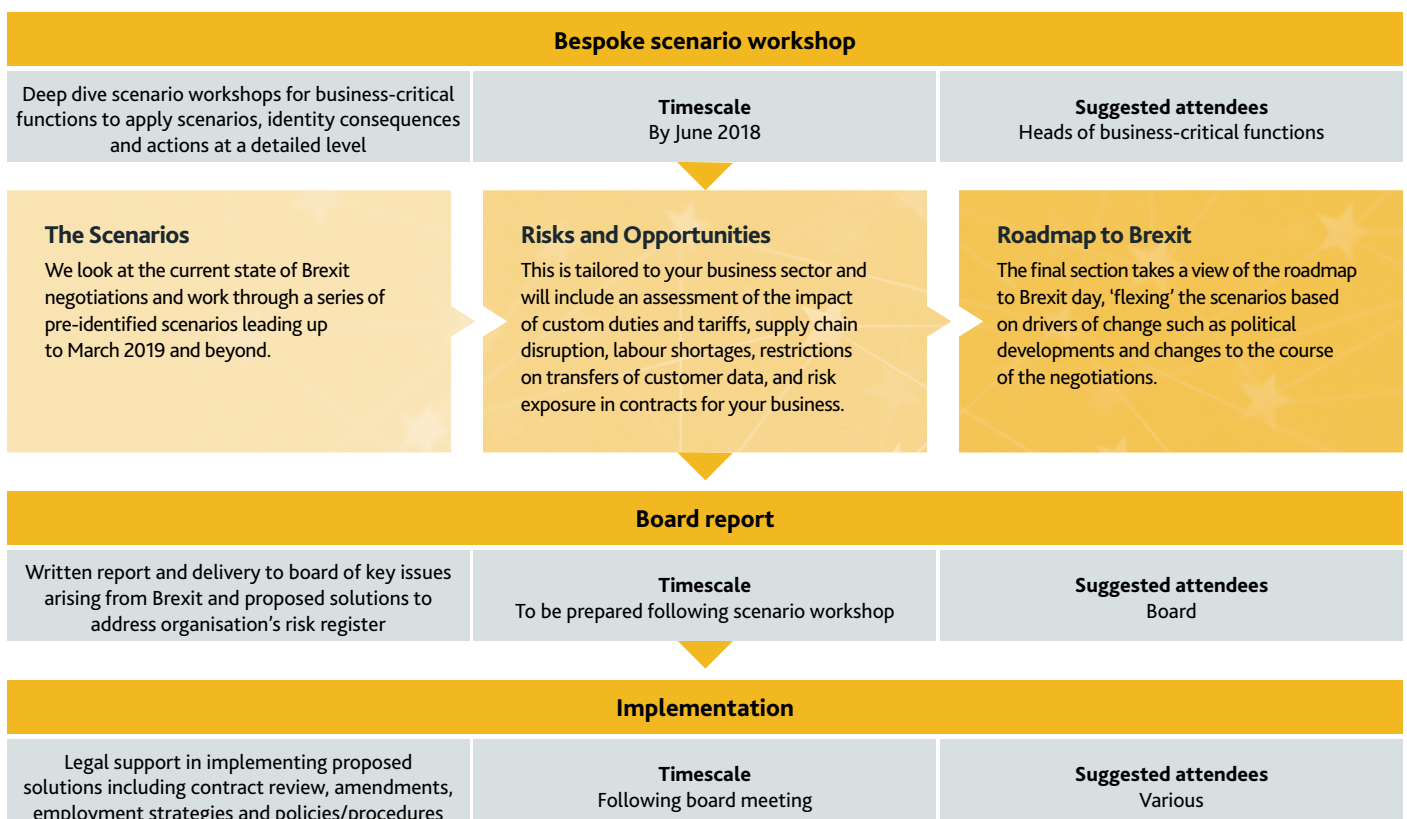 Bespoke scenario workshop
Deep dive scenario workshops for business-critical
functions to apply scenarios, identity consequences
and actions at a detailed level
Timescale
By June 2018
Suggested attendees
Heads of business-critical functions
The Scenarios
We look at the current state of Brexit
negotiations and work through a series of
pre-identified scenarios leading up
to March 2019 and beyond.
Risks and Opportunities
This is tailored to your business sector and
will include an assessment of the impact
of custom duties and tariffs, supply chain
disruption, labour shortages, restrictions
on transfers of customer data, and risk
exposure in contracts for your business.
Roadmap to Brexit
The final section takes a view of the roadmap
to Brexit day, ‘flexing’ the scenarios based
on drivers of change such as political
developments and changes to the course
of the negotiations.
Board report
Written report and delivery to board of key issues
arising from Brexit and proposed solutions to
address organisation’s risk register
Timescale
To be prepared following scenario workshop
Suggested attendees
Board
Implementation
Legal support in implementing proposed
solutions including contract review, amendments,
employment strategies and policies/procedures
Timescale
Following board meeting
Suggested attendees
Various